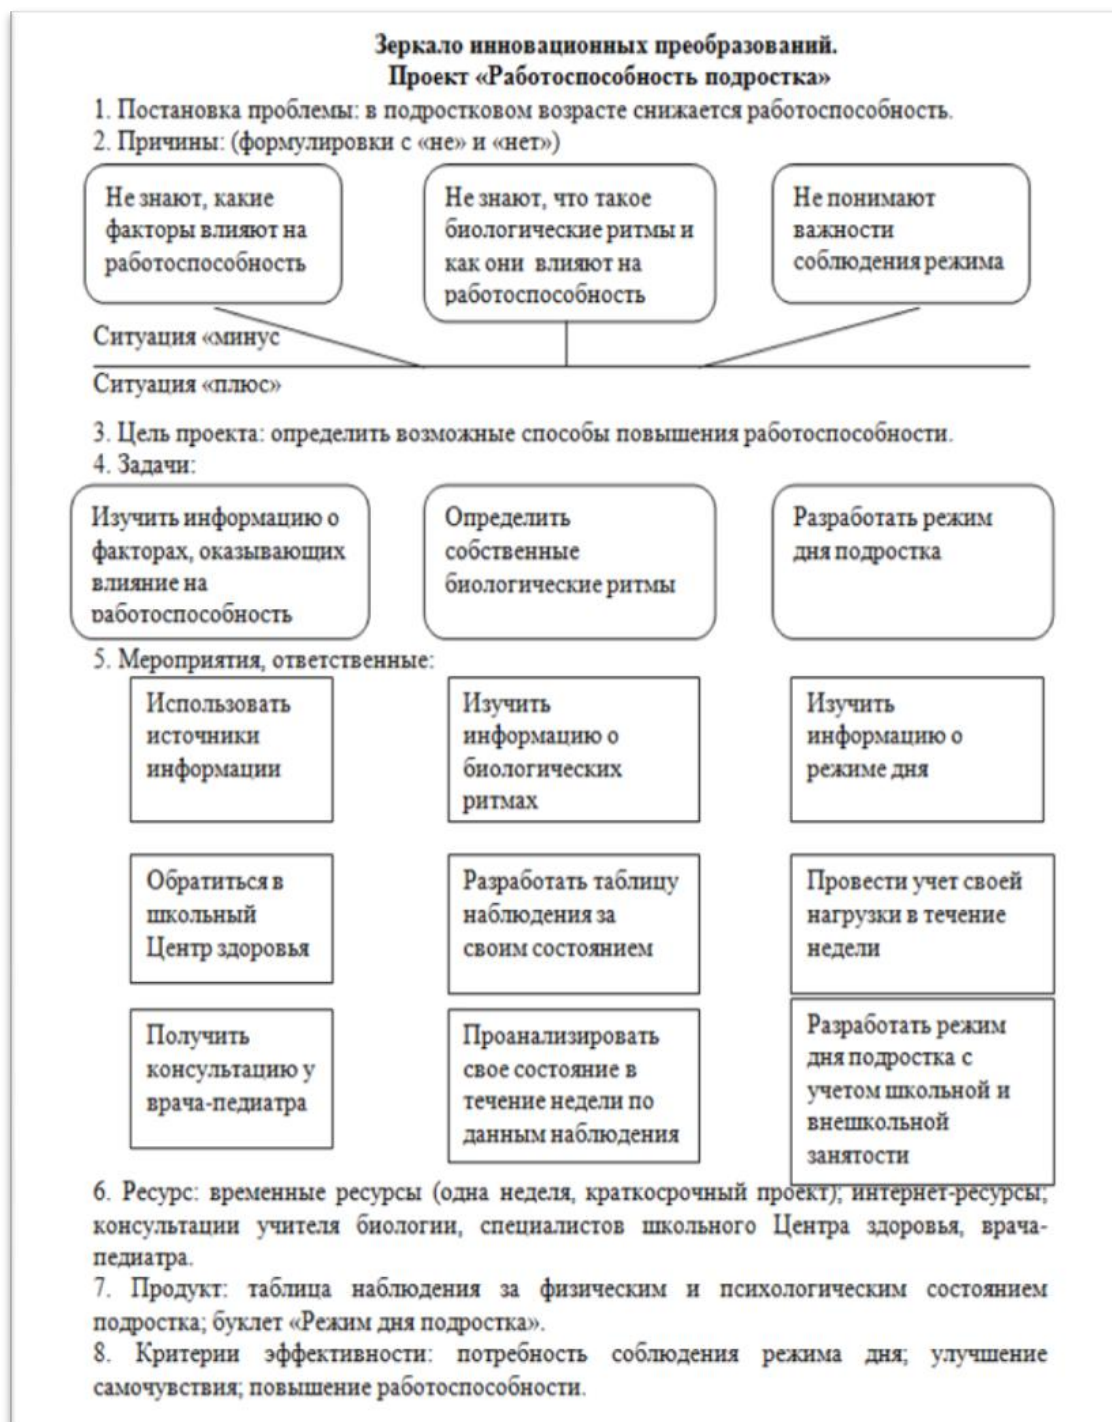 Зеркало инновационных преобразований.
Проект «Работоспособность подростка»
1. Постановка проблемы: в подростковом возрасте снижается работоспособность.
2. Причины: (формулировки с «не» и «нет»)
Не знают, какие
факторы влияют на
работоспособность
Не знают, что такое
биологические ритмы и
как они влияют на
работоспособность
Не понимают
важности
соблюдения режима
Ситуация «минус
Ситуация «плюс»
3. Цель проекта: определить возможные способы повышения работоспособности.
4. Задачи:
Изучить информацию о
факторах, оказывающих
влияние на
работоспособность
Определить
собственные
биологические ритмы
Разработать режим
дня подростка
5. Мероприятия, ответственные:
Использовать
источники
информации
Изучить
информацию о
биологических
ритмах
Изучить
информацию о
режиме дня
Обратиться в
школьный
Центр здоровья
Разработать таблицу
наблюдения за
своим состоянием
Провести учет своей
нагрузки в течение
недели
Получить
консультацию у
врача-педиатра
Проанализировать
свое состояние в
течение недели по
данным наблюдения
Разработать режим
дня подростка с
учетом школьной и
внешкольной
занятости
6. Ресурс: временные ресурсы (одна неделя, краткосрочный проект); интернет-ресурсы;
консультации учителя биологии, специалистов школьного Центра здоровья, врача-
педиатра.
7. Продукт: таблица наблюдения за физическим и психологическим состоянием
подростка; буклет «Режим дня подростка».
8. Критерии эффективности: потребность соблюдения режима дня; улучшение
самочувствия; повышение работоспособности.